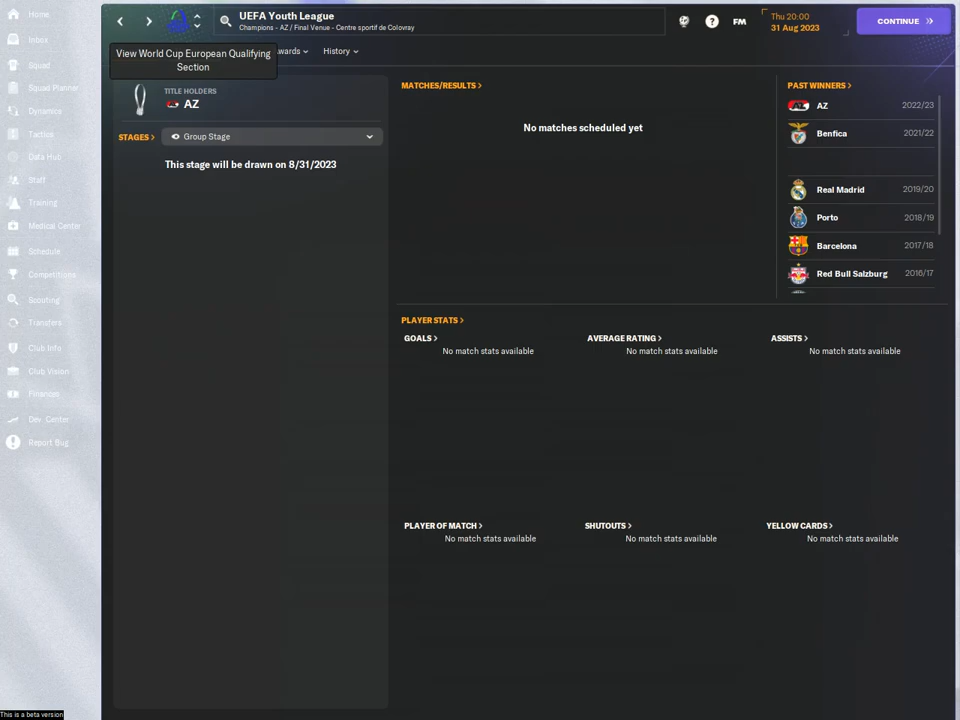 Home
Inbox
Squad
Squad Planner
Dynamics
Tactics
Data Hub
Staff
Training
Medical Center
Schedule
Competitions
Scouting
Transfers
Club Info
Club Vision
Finances
Dev. Center
Report Bug
This is a beta version
UEFA Youth League
Champions - AZ / Final Venue - Centre sportif de Colovray
FM
Thu 20:00
31 Aug 2023
CONTINUE
View World Cup European Qualifying
Section
wards
History
TITLE HOLDERS
AZ
STAGES
Group Stage
This stage will be drawn on 8/31/2023
MATCHES/RESULTS
No matches scheduled yet
PAST WINNERS
AZ 2022/23
Benfica 2021/22
Real Madrid 2019/20
Porto 2018/19
Barcelona 2017/18
Red Bull Salzburg 2016/17
PLAYER STATS
GOALS
No match stats available
AVERAGE RATING
No match stats available
ASSISTS
No match stats available
PLAYER OF MATCH
No match stats available
SHUTOUTS
No match stats available
YELLOW CARDS
No match stats available